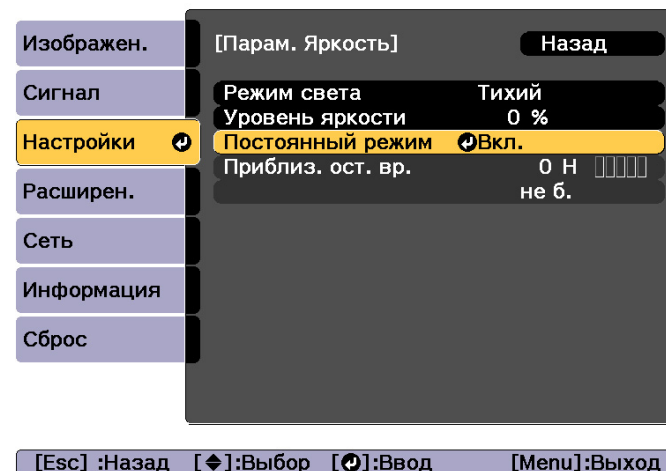 Изображен.
Сигнал
Настройки
Расширен.
Сеть
Информация
Сброс
[Парам. Яркость] Назад
Режим света Тихий
Уровень яркости 0 %
Постоянный режим Вкл.
Приблиз. ост. вр. 0 H
не б.
[Esc] :Назад [◆]:Выбор [↵]:Ввод [Menu]:Выход